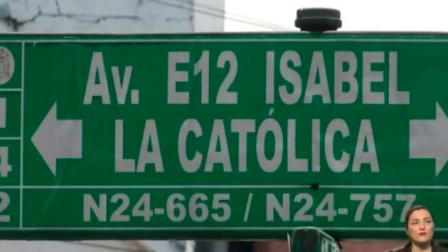 Av. E12 ISABEL
LA CATÓLICA
N24-665 / N24-757